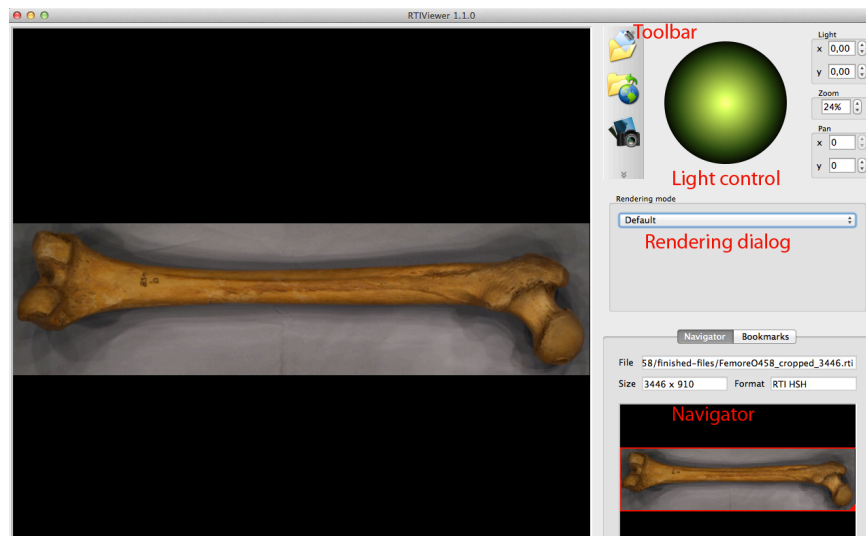 RTIViewer 1.1.0
Toolbar
Light
x 0,00
y 0,00
Zoom
24%
Pan
x 0
y 0
Light control
Rendering mode
Default
Rendering dialog
Navigator Bookmarks
File 58/finished-files/FemoreO458_cropped_3446.rti
Size 3446 x 910 Format RTI HSH
Navigator